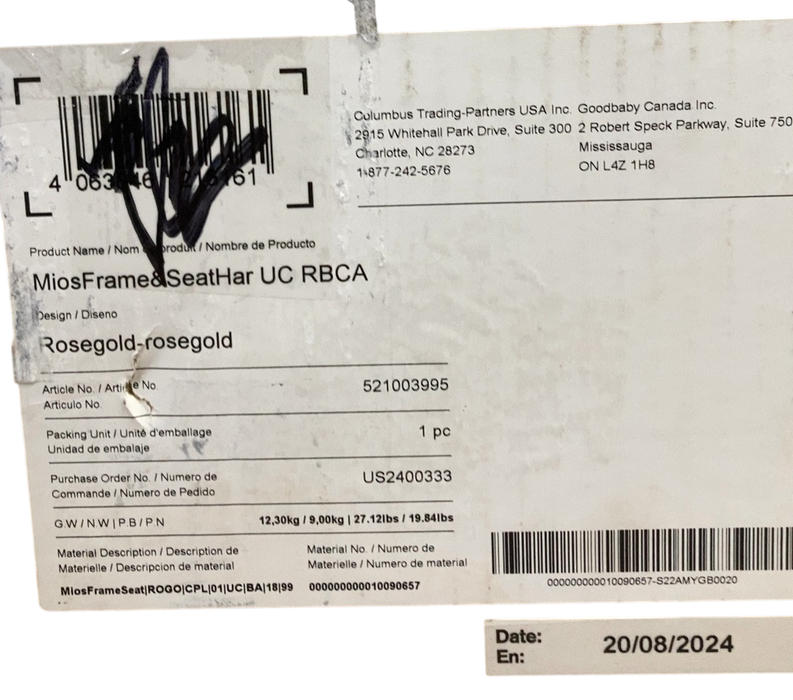 Columbus Trading-Partners USA Inc.
2915 Whitehall Park Drive, Suite 300
Charlotte, NC 28273
1-877-242-5676
Goodbaby Canada Inc.
2 Robert Speck Parkway, Suite 750
Mississauga
ON L4Z 1H8
Product Name / Nom produit / Nombre de Producto
MiosFrame&SeatHar UC RBCA
Design / Diseno
Rosegold-rosegold
Article No. / Article No.
Articulo No.
521003995
Packing Unit / Unité d'emballage
Unidad de embalaje
1 pc
Purchase Order No. / Numero de
Commande / Numero de Pedido
US2400333
G.W / N.W | P.B / P.N
12,30kg / 9,00kg | 27.12lbs / 19.84lbs
Material Description / Description de
Materielle / Descripcion de material
MiosFrameSeat|ROGO|CPL|01|UC|BA|18|99
Material No. / Numero de
Materielle / Numero de material
000000000010090657
000000000010090657-S22AMYGB0020
Date:
En:
20/08/2024